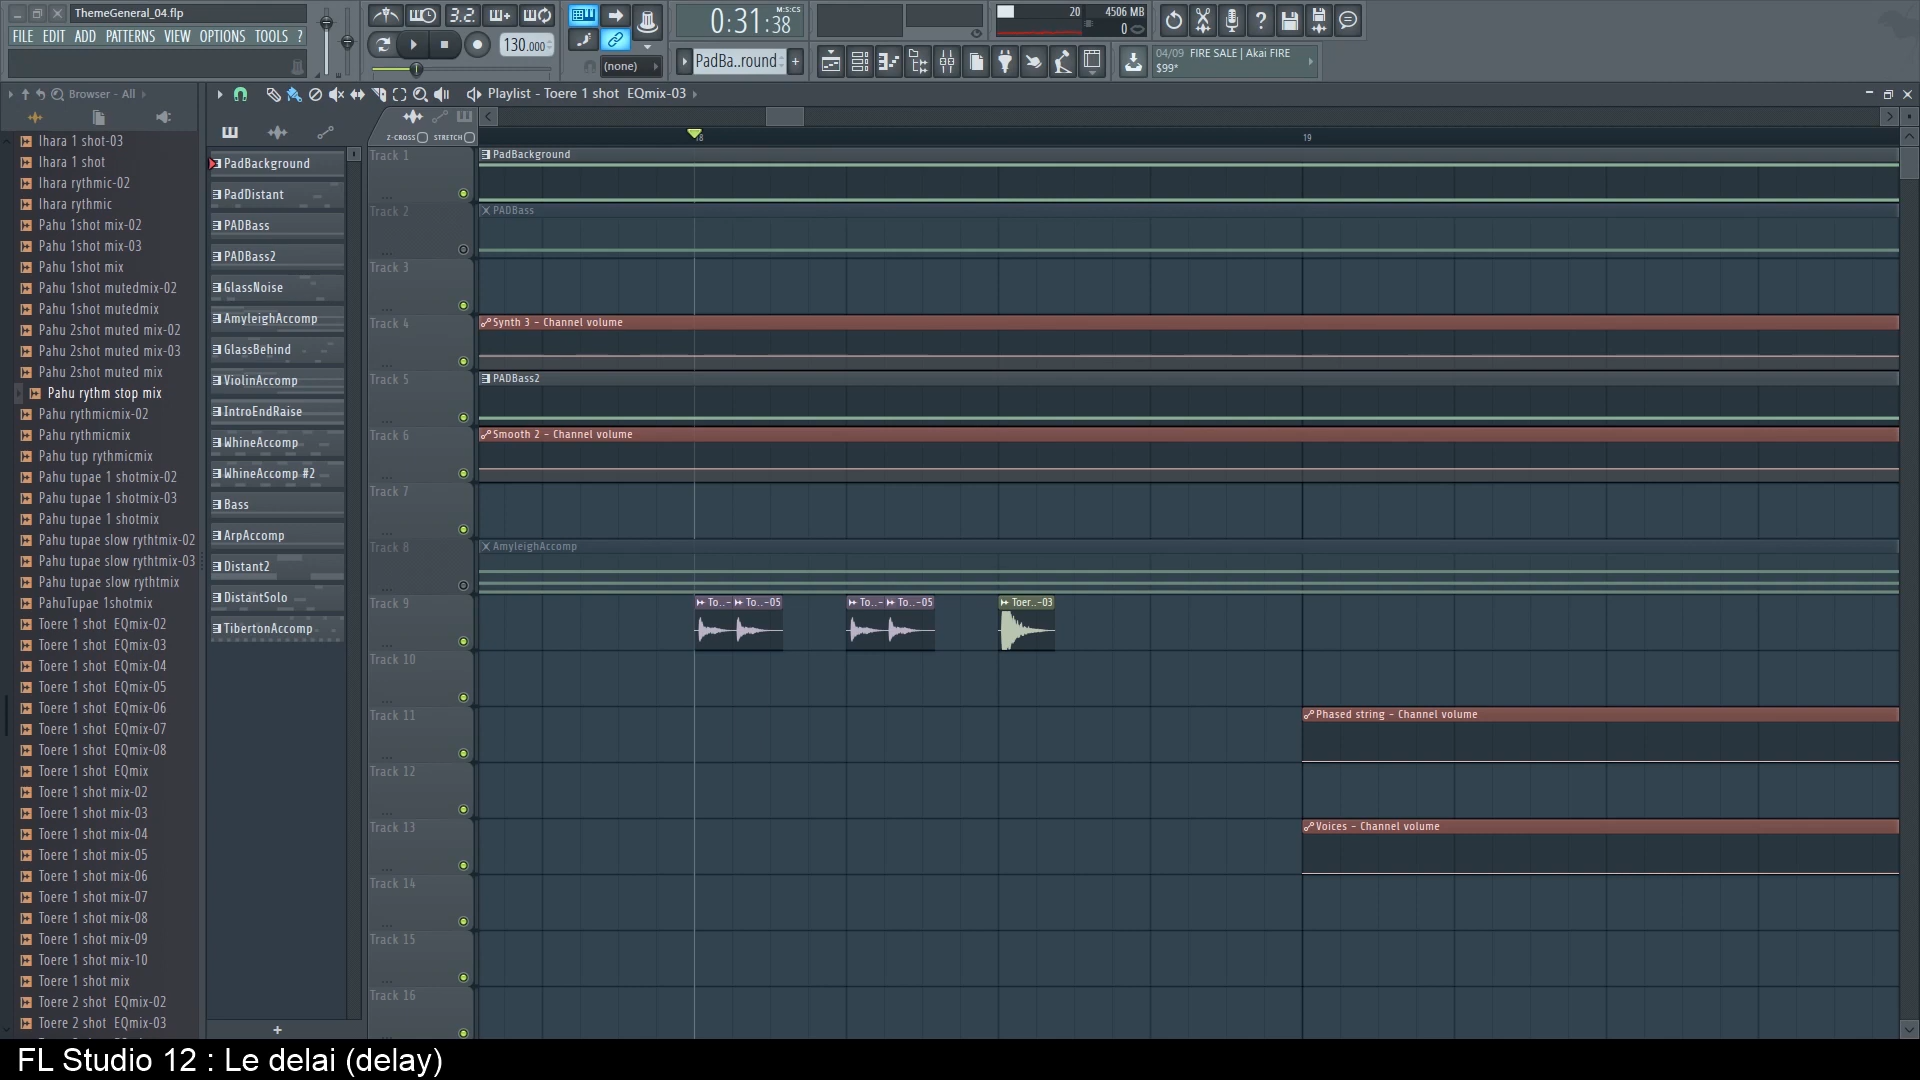 ThemeGeneral_04.flp
FILE EDIT ADD PATTERNS VIEW OPTIONS TOOLS ?
3.2.
130.000
(none)
0:31:38
M:S:CS
PadBa..round
20
4506 MB
0
04/09 FIRE SALE | Akai FIRE
$99*
Browser - All
Playlist - Toere 1 shot EQmix-03
Z-CROSS
STRETCH
18
19
Ihara 1 shot-03
Ihara 1 shot
Ihara rythmic-02
Ihara rythmic
Pahu 1shot mix-02
Pahu 1shot mix-03
Pahu 1shot mix
Pahu 1shot mutedmix-02
Pahu 1shot mutedmix
Pahu 2shot muted mix-02
Pahu 2shot muted mix-03
Pahu 2shot muted mix
Pahu rythm stop mix
Pahu rythmicmix-02
Pahu rythmicmix
Pahu tup rythmicmix
Pahu tupae 1 shotmix-02
Pahu tupae 1 shotmix-03
Pahu tupae 1 shotmix
Pahu tupae slow rythtmix-02
Pahu tupae slow rythtmix-03
Pahu tupae slow rythtmix
PahuTupae 1shotmix
Toere 1 shot EQmix-02
Toere 1 shot EQmix-03
Toere 1 shot EQmix-04
Toere 1 shot EQmix-05
Toere 1 shot EQmix-06
Toere 1 shot EQmix-07
Toere 1 shot EQmix-08
Toere 1 shot EQmix
Toere 1 shot mix-02
Toere 1 shot mix-03
Toere 1 shot mix-04
Toere 1 shot mix-05
Toere 1 shot mix-06
Toere 1 shot mix-07
Toere 1 shot mix-08
Toere 1 shot mix-09
Toere 1 shot mix-10
Toere 1 shot mix
Toere 2 shot EQmix-02
Toere 2 shot EQmix-03
PadBackground
PadDistant
PADBass
PADBass2
GlassNoise
AmyleighAccomp
GlassBehind
ViolinAccomp
IntroEndRaise
WhineAccomp
WhineAccomp #2
Bass
ArpAccomp
Distant2
DistantSolo
TibertonAccomp
+
Track 1
PadBackground
Track 2
PADBass
Track 3
Track 4
Synth 3 - Channel volume
Track 5
PADBass2
Track 6
Smooth 2 - Channel volume
Track 7
Track 8
AmyleighAccomp
Track 9
To..- To..-05
To..- To..-05
Toer..-03
Track 10
Track 11
Phased string - Channel volume
Track 12
Track 13
Voices - Channel volume
Track 14
Track 15
Track 16
FL Studio 12 : Le delai (delay)